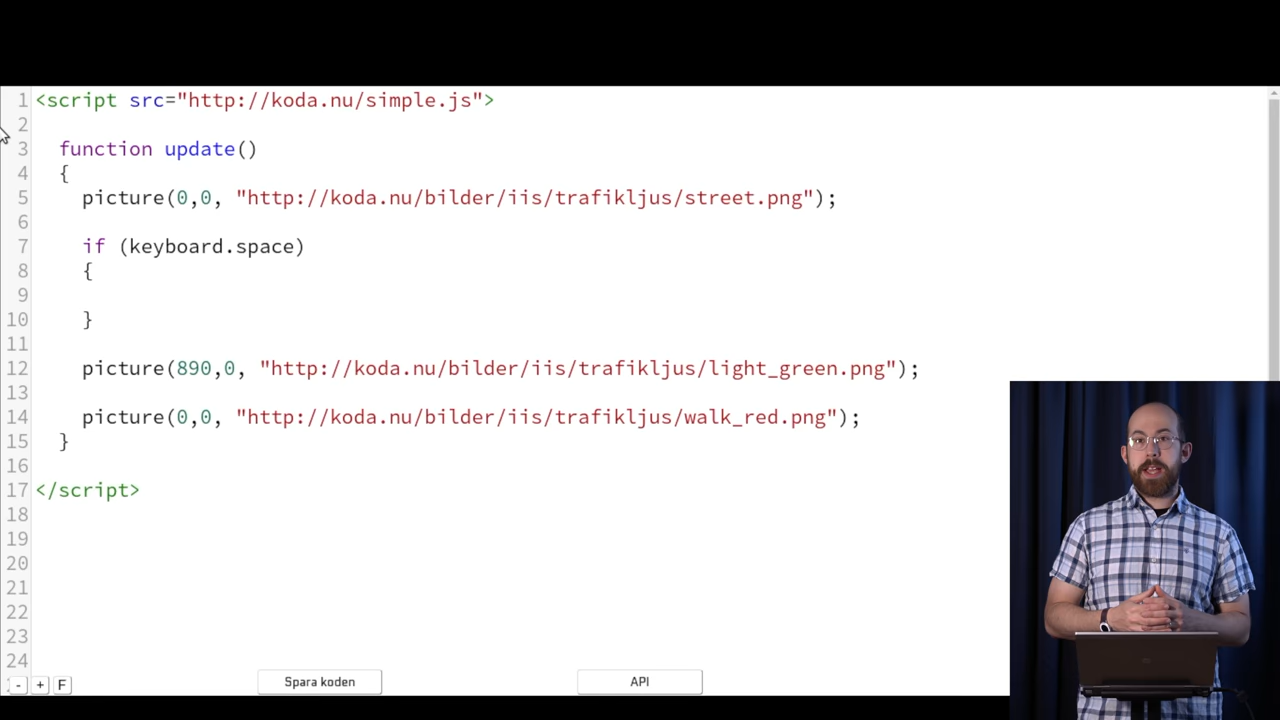 1 <script src="http://koda.nu/simple.js">
2
3 function update()
4 {
5 picture(0,0, "http://koda.nu/bilder/iis/trafikljus/street.png");
6
7 if (keyboard.space)
8 {
9
10 }
11
12 picture(890,0, "http://koda.nu/bilder/iis/trafikljus/light_green.png");
13
14 picture(0,0, "http://koda.nu/bilder/iis/trafikljus/walk_red.png");
15 }
16
17 </script>
18
19
20
21
22
23
24
- + F Spara koden API